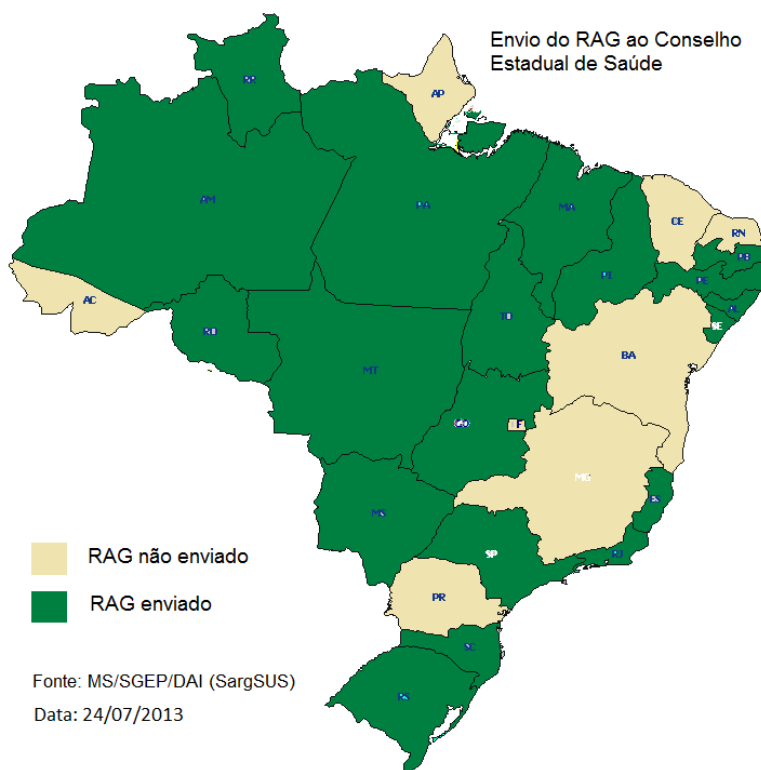 Envio do RAG ao Conselho
Estadual de Saúde
RR
AP
AM
PA
MA
CE
RN
PB
PI
PE
AL
SE
AC
RO
TO
BA
MT
GO
DF
MG
ES
MS
SP
RJ
PR
SC
RS
RAG não enviado
RAG enviado
Fonte: MS/SGEP/DAI (SargSUS)
Data: 24/07/2013